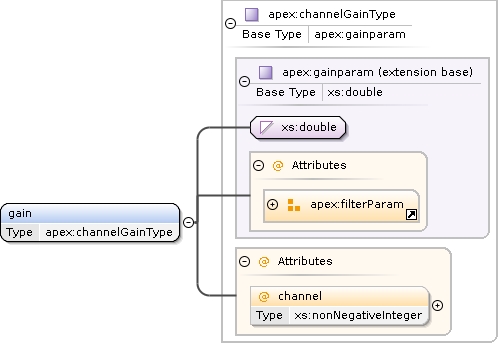 apex:channelGainType
Base Type apex:gainparam
apex:gainparam (extension base)
Base Type xs:double
xs:double
@ Attributes
apex:filterParam
gain
Type apex:channelGainType
@ Attributes
@ channel
Type xs:nonNegativeInteger